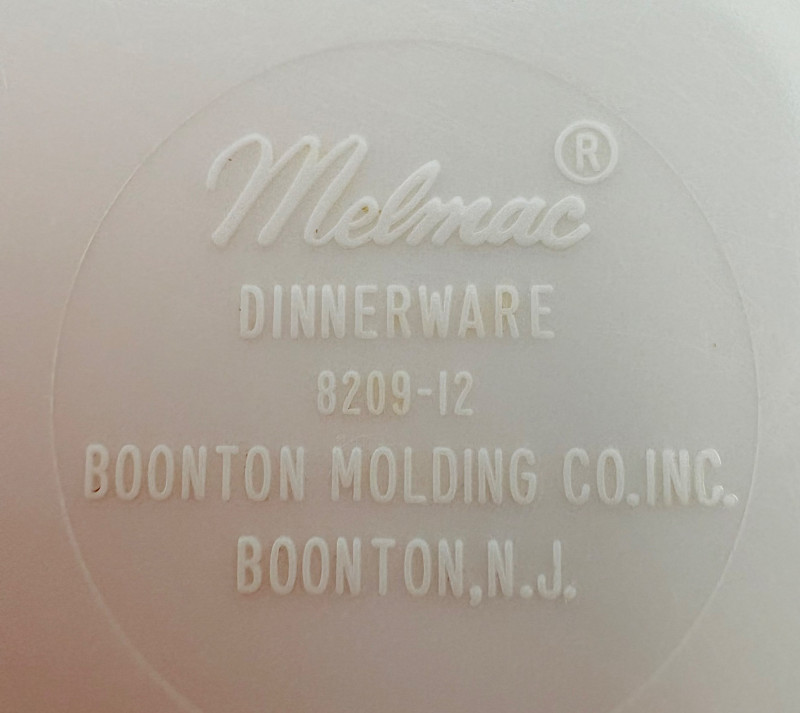 Melmac ®
DINNERWARE
8209-12
BOONTON MOLDING CO.INC.
BOONTON, N.J.